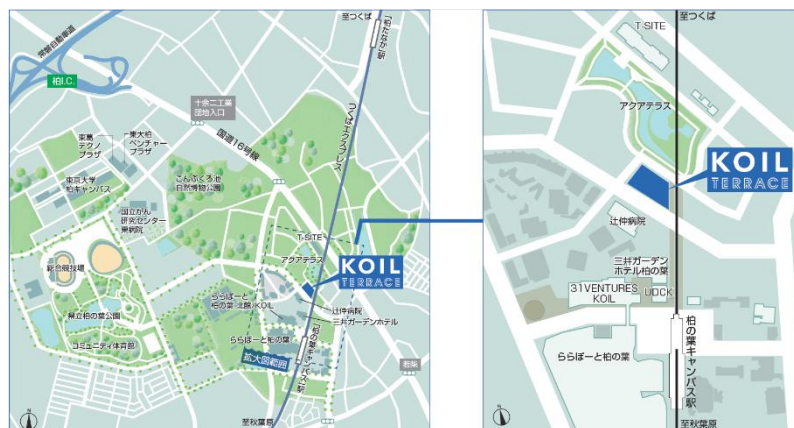 至つくば
「柏たなか」駅
常磐自動車道
柏I.C.
十余二工業
団地入口
国道16号線
つくばエクスプレス
東葛
テクノ
プラザ
東大柏
ベンチャー
プラザ
東京大学
柏キャンパス
こんぶくろ池
自然博物公園
国立がん
研究センター
東病院
総合競技場
県立柏の葉公園
コミュニティ体育館
T-SITE
アクアテラス
KOIL
TERRACE
ららぽーと
柏の葉 北館/KOIL
辻仲病院
三井ガーデンホテル
ららぽーと柏の葉
「柏の葉キャンパス」駅
拡大図範囲
若柴
至秋葉原
N
至つくば
T-SITE
アクアテラス
KOIL
TERRACE
辻仲病院
三井ガーデン
ホテル柏の葉
31VENTURES
KOIL
UDCK
柏の葉キャンパス駅
ららぽーと柏の葉
至秋葉原
N